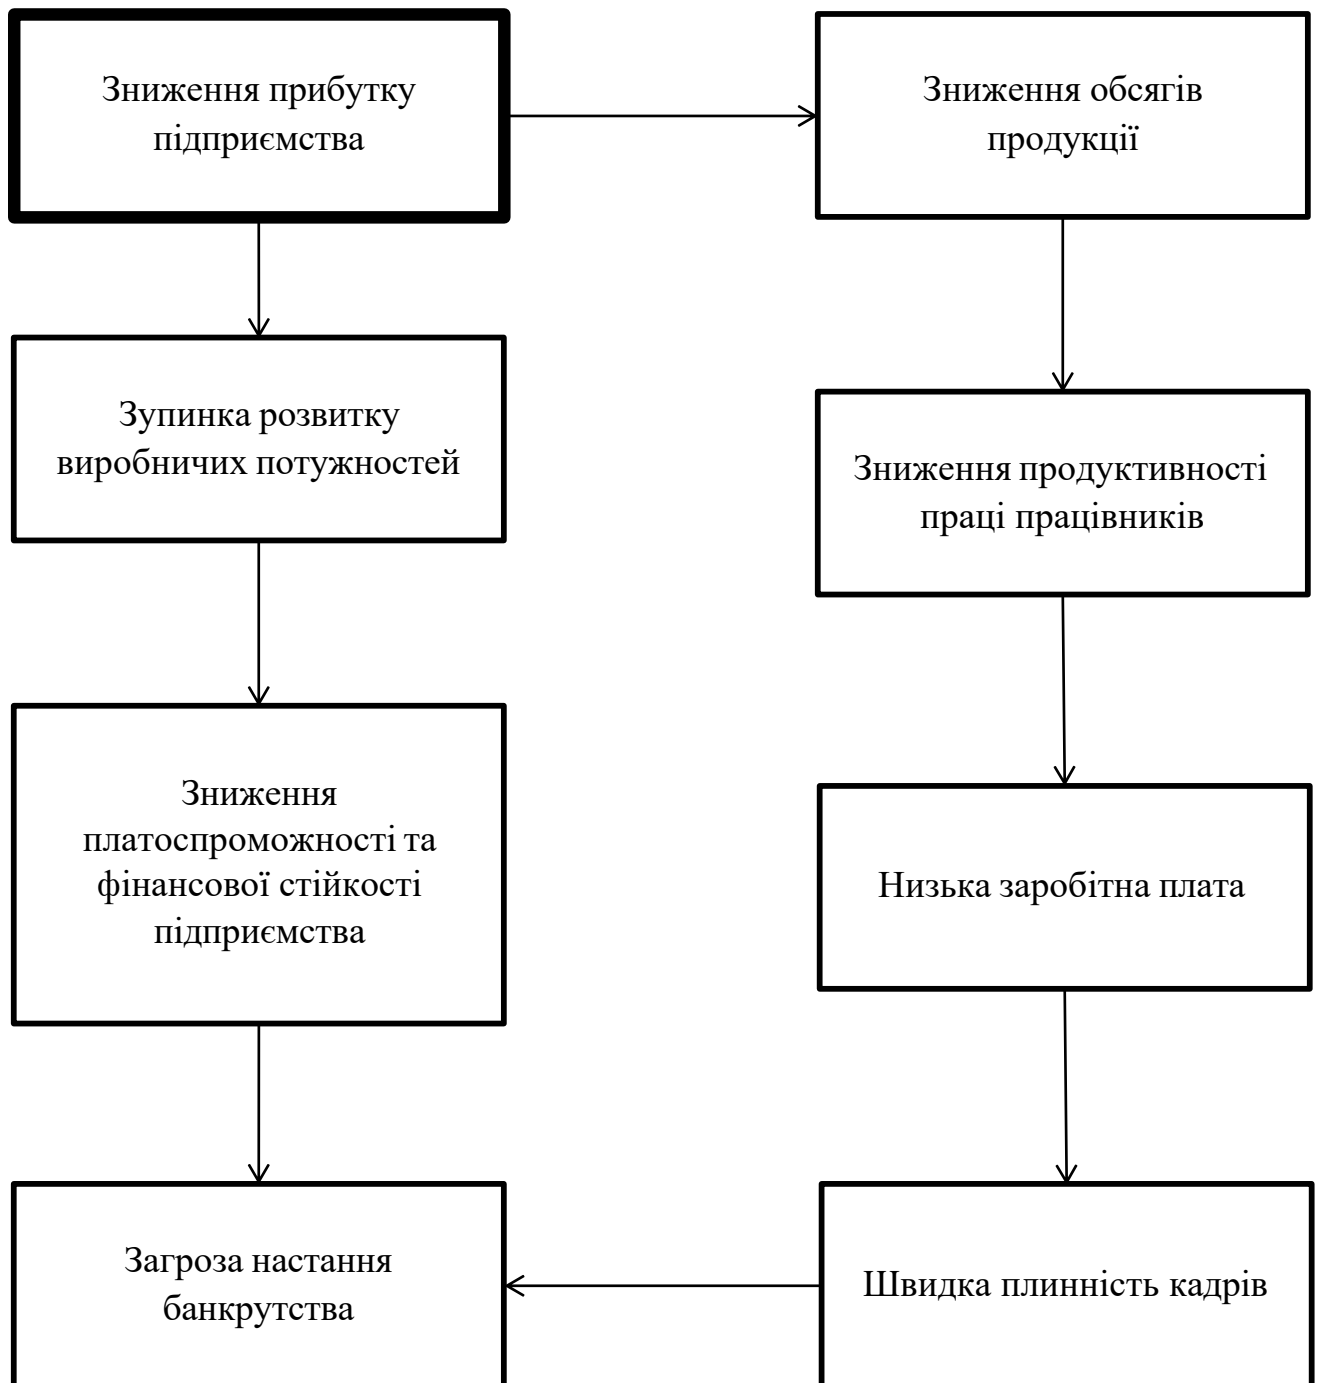 Зниження прибутку
підприємства
Зниження обсягів
продукції
Зупинка розвитку
виробничих потужностей
Зниження продуктивності
праці працівників
Зниження
платоспроможності та
фінансової стійкості
підприємства
Низька заробітна плата
Загроза настання
банкрутства
Швидка плинність кадрів